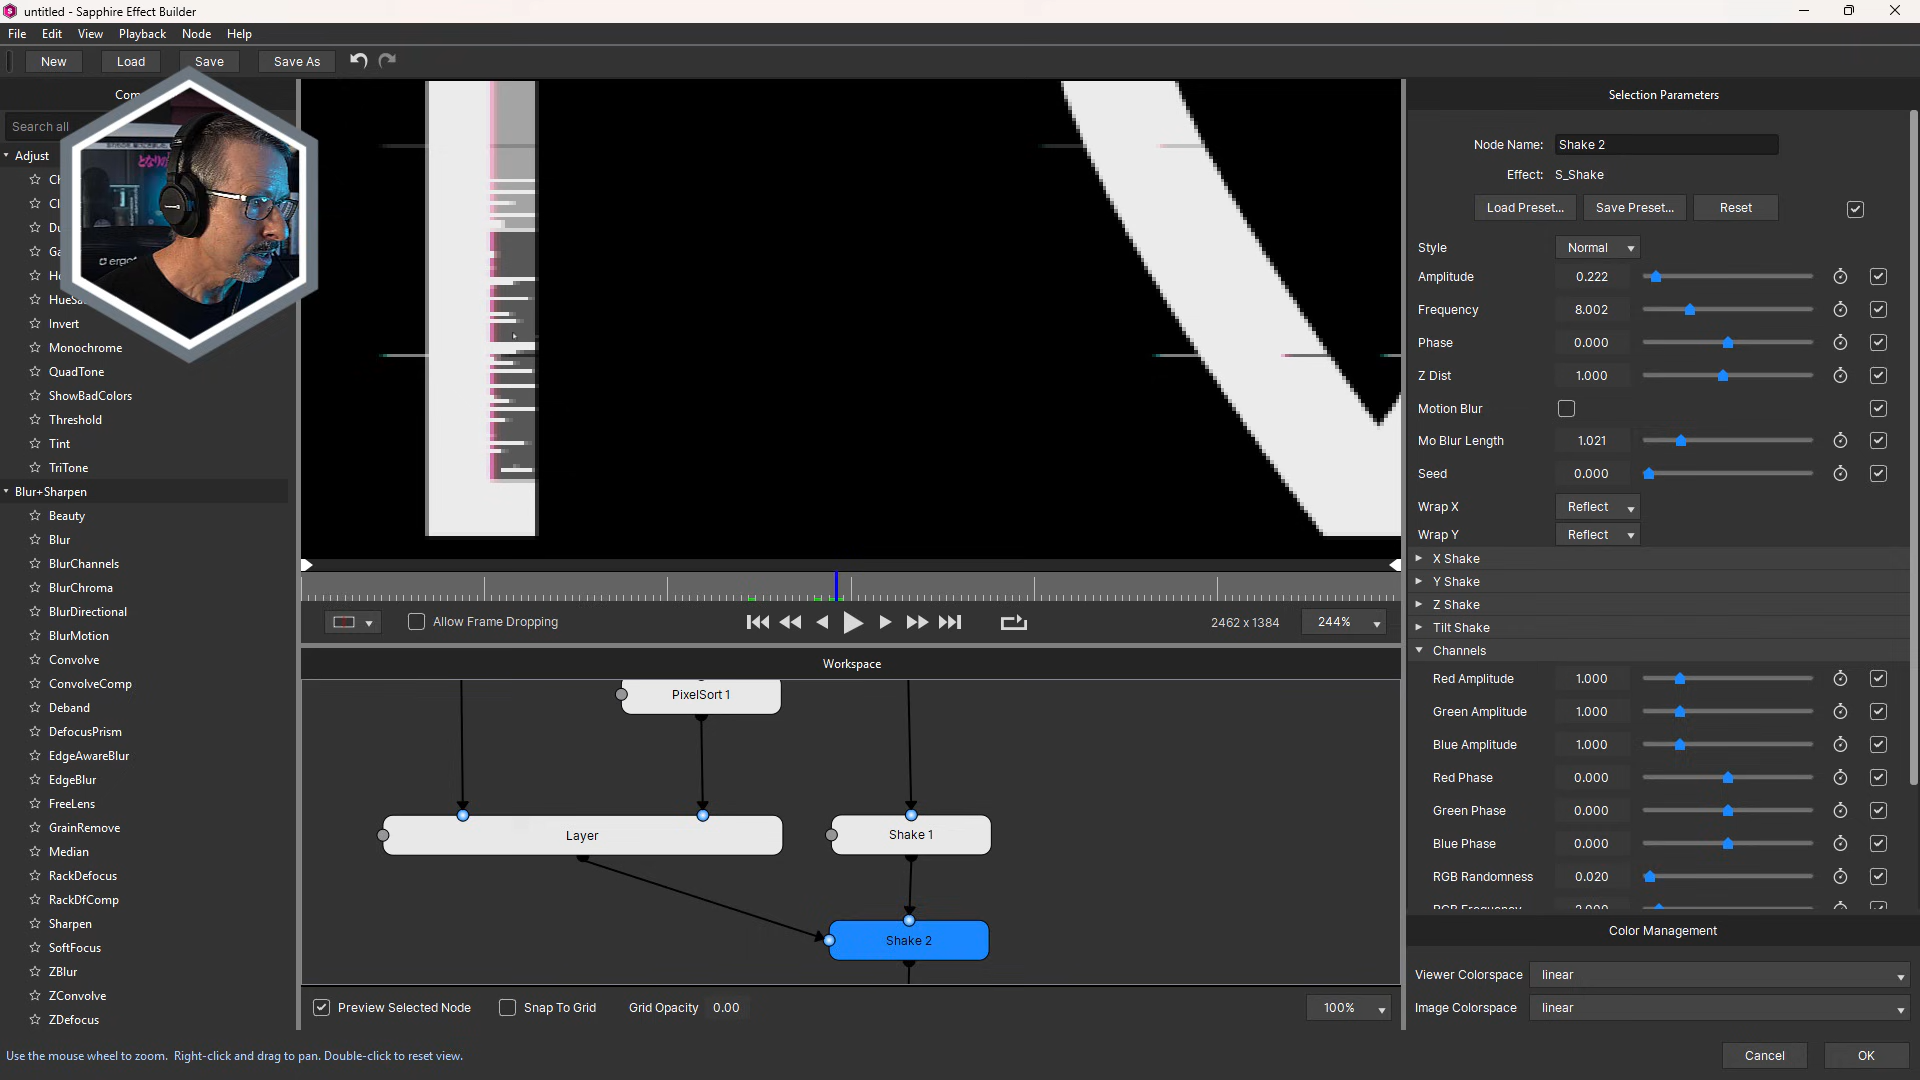 untitled - Sapphire Effect Builder
File Edit View Playback Node Help
New Load Save Save As
Search all
Adjust
Invert
Monochrome
QuadTone
ShowBadColors
Threshold
Tint
TriTone
Blur+Sharpen
Beauty
Blur
BlurChannels
BlurChroma
BlurDirectional
BlurMotion
Convolve
ConvolveComp
Deband
DefocusPrism
EdgeAwareBlur
EdgeBlur
FreeLens
GrainRemove
Median
RackDefocus
RackDfComp
Sharpen
SoftFocus
ZBlur
ZConvolve
ZDefocus
Allow Frame Dropping
2462 x 1384 244%
Workspace
PixelSort 1
Layer
Shake 1
Shake 2
Preview Selected Node Snap To Grid Grid Opacity 0.00 100%
Selection Parameters
Node Name: Shake 2
Effect: S_Shake
Load Preset... Save Preset... Reset
Style Normal
Amplitude 0.222
Frequency 8.002
Phase 0.000
Z Dist 1.000
Motion Blur
Mo Blur Length 1.021
Seed 0.000
Wrap X Reflect
Wrap Y Reflect
X Shake
Y Shake
Z Shake
Tilt Shake
Channels
Red Amplitude 1.000
Green Amplitude 1.000
Blue Amplitude 1.000
Red Phase 0.000
Green Phase 0.000
Blue Phase 0.000
RGB Randomness 0.020
RGB Frequency 2.000
Color Management
Viewer Colorspace linear
Image Colorspace linear
Use the mouse wheel to zoom. Right-click and drag to pan. Double-click to reset view.
Cancel OK